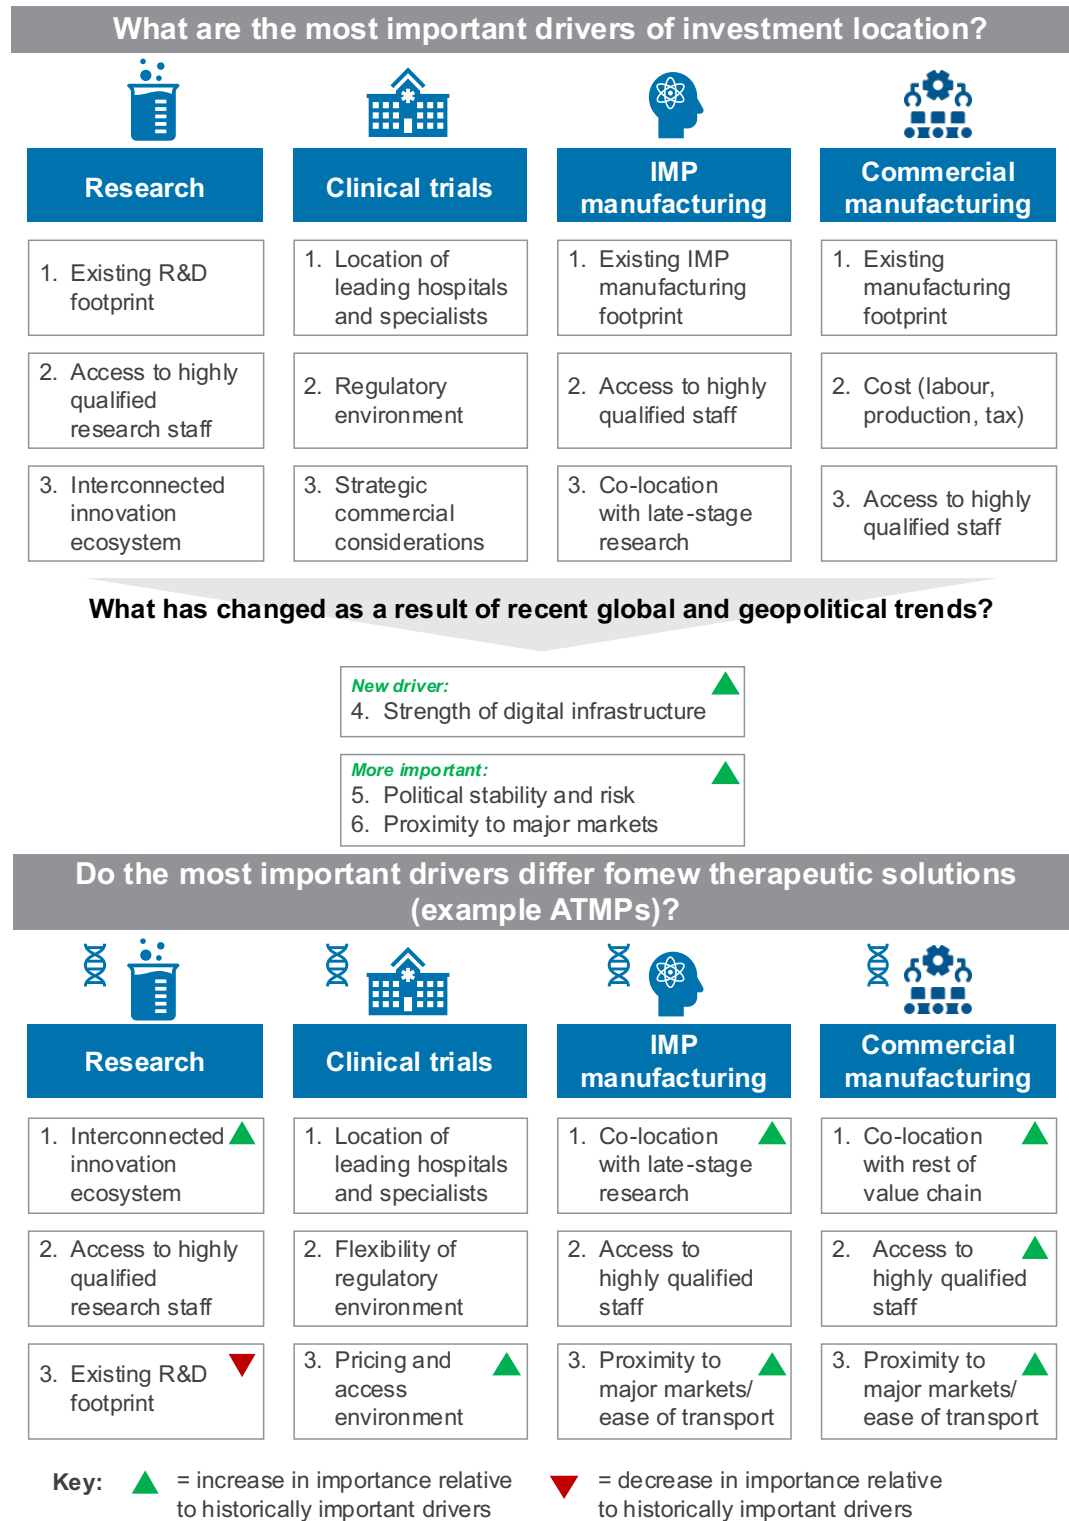 What are the most important drivers of investment location?
Research
Clinical trials
IMP
manufacturing
Commercial
manufacturing
1. Existing R&D
footprint
1. Location of
leading hospitals
and specialists
1. Existing IMP
manufacturing
footprint
1. Existing
manufacturing
footprint
2. Access to highly
qualified
research staff
2. Regulatory
environment
2. Access to highly
qualified staff
2. Cost (labour,
production, tax)
3. Interconnected
innovation
ecosystem
3. Strategic
commercial
considerations
3. Co-location
with late-stage
research
3. Access to highly
qualified staff
What has changed as a result of recent global and geopolitical trends?
New driver:
4. Strength of digital infrastructure
More important:
5. Political stability and risk
6. Proximity to major markets
Do the most important drivers differ fornew therapeutic solutions
(example ATMPs)?
Research
Clinical trials
IMP
manufacturing
Commercial
manufacturing
1. Interconnected
innovation
ecosystem
1. Location of
leading hospitals
and specialists
1. Co-location
with late-stage
research
1. Co-location
with rest of
value chain
2. Access to highly
qualified
research staff
2. Flexibility of
regulatory
environment
2. Access to
highly qualified
staff
2. Access to
highly qualified
staff
3. Existing R&D
footprint
3. Pricing and
access
environment
3. Proximity to
major markets/
ease of transport
3. Proximity to
major markets/
ease of transport
Key:
= increase in importance relative
to historically important drivers
= decrease in importance relative
to historically important drivers